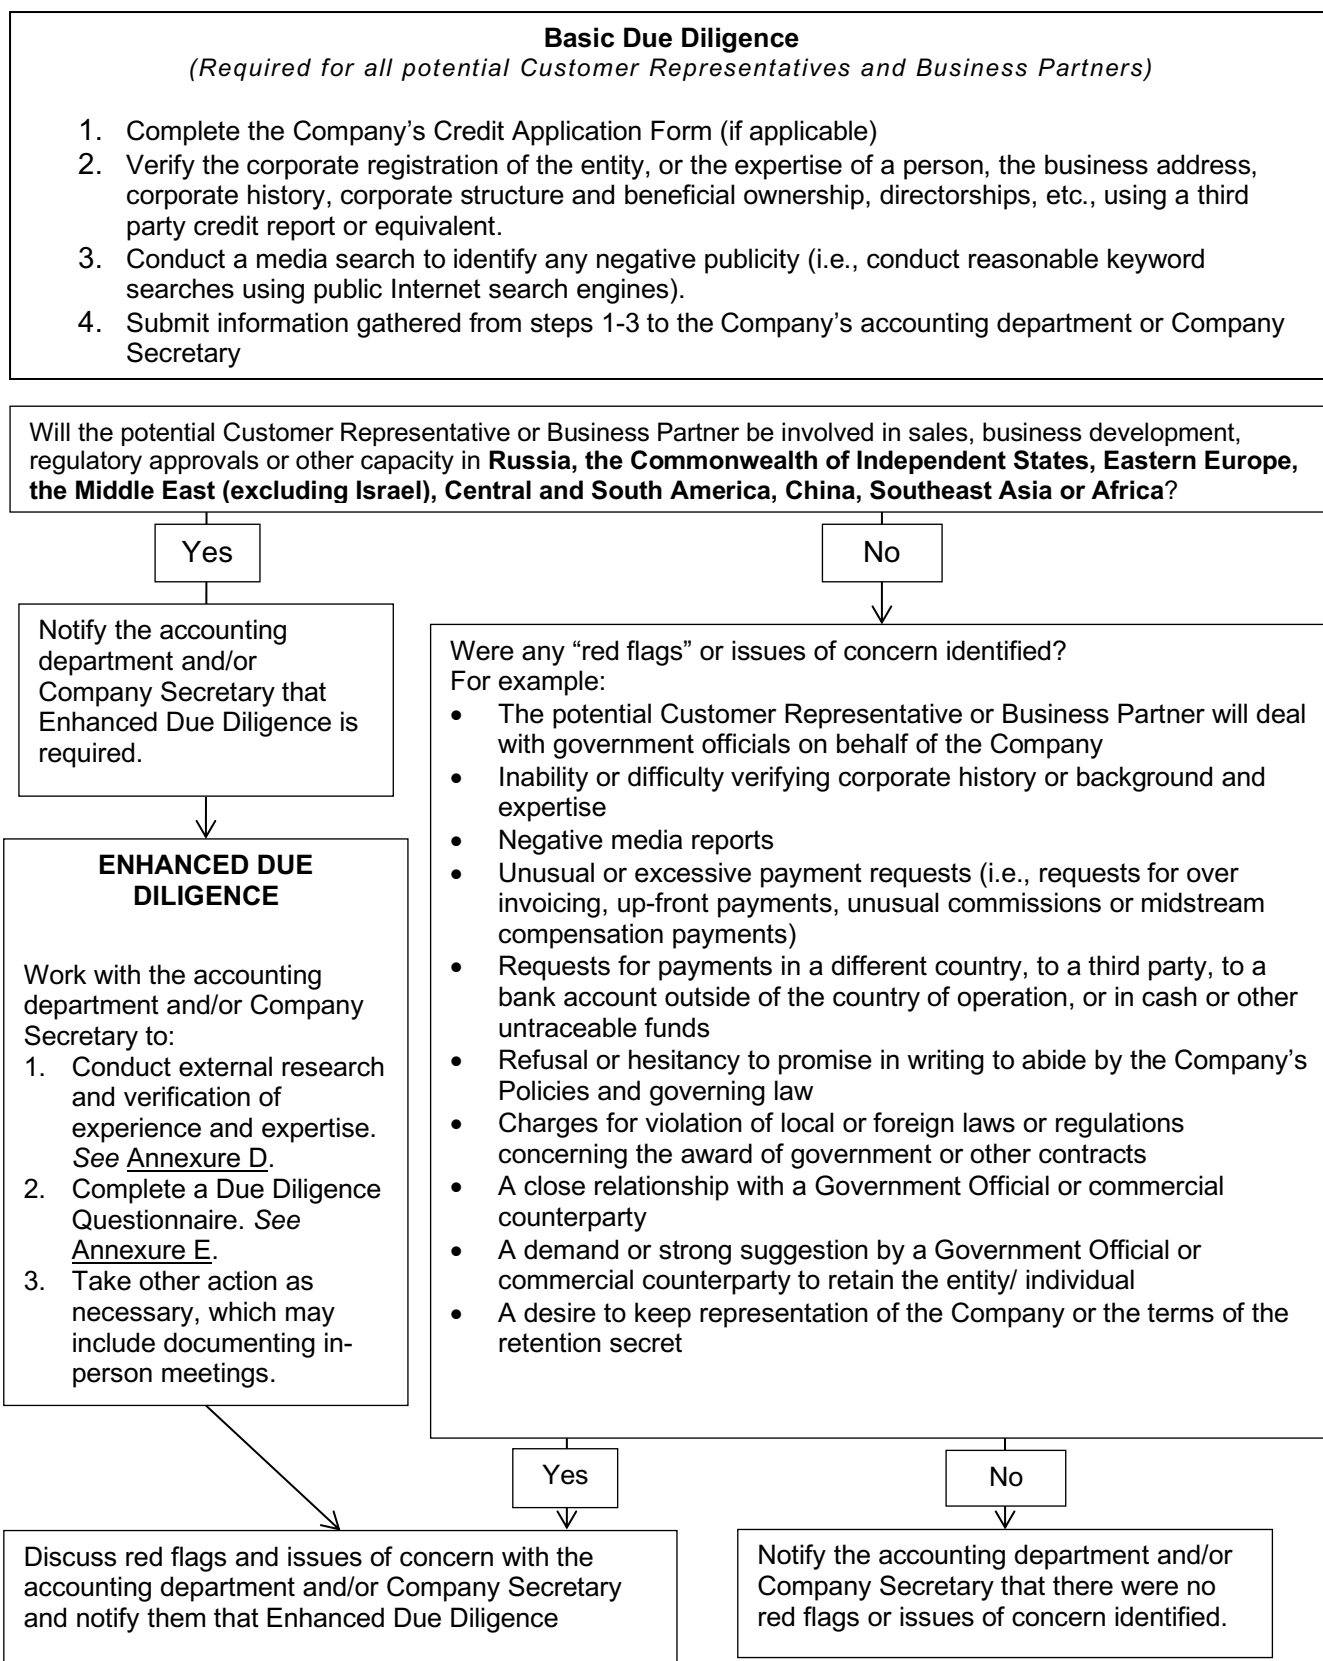 Basic Due Diligence
(Required for all potential Customer Representatives and Business Partners)
1. Complete the Company’s Credit Application Form (if applicable)
2. Verify the corporate registration of the entity, or the expertise of a person, the business address,
corporate history, corporate structure and beneficial ownership, directorships, etc., using a third
party credit report or equivalent.
3. Conduct a media search to identify any negative publicity (i.e., conduct reasonable keyword
searches using public Internet search engines).
4. Submit information gathered from steps 1-3 to the Company’s accounting department or Company
Secretary
Will the potential Customer Representative or Business Partner be involved in sales, business development,
regulatory approvals or other capacity in Russia, the Commonwealth of Independent States, Eastern Europe,
the Middle East (excluding Israel), Central and South America, China, Southeast Asia or Africa?
Yes
No
Notify the accounting
department and/or
Company Secretary that
Enhanced Due Diligence is
required.
ENHANCED DUE
DILIGENCE
Work with the accounting
department and/or Company
Secretary to:
1. Conduct external research
and verification of
experience and expertise.
See Annexure D.
2. Complete a Due Diligence
Questionnaire. See
Annexure E.
3. Take other action as
necessary, which may
include documenting in-
person meetings.
Were any “red flags” or issues of concern identified?
For example:
• The potential Customer Representative or Business Partner will deal
with government officials on behalf of the Company
• Inability or difficulty verifying corporate history or background and
expertise
• Negative media reports
• Unusual or excessive payment requests (i.e., requests for over
invoicing, up-front payments, unusual commissions or midstream
compensation payments)
• Requests for payments in a different country, to a third party, to a
bank account outside of the country of operation, or in cash or other
untraceable funds
• Refusal or hesitancy to promise in writing to abide by the Company’s
Policies and governing law
• Charges for violation of local or foreign laws or regulations
concerning the award of government or other contracts
• A close relationship with a Government Official or commercial
counterparty
• A demand or strong suggestion by a Government Official or
commercial counterparty to retain the entity/ individual
• A desire to keep representation of the Company or the terms of the
retention secret
Yes
No
Discuss red flags and issues of concern with the
accounting department and/or Company Secretary
and notify them that Enhanced Due Diligence
Notify the accounting department and/or
Company Secretary that there were no
red flags or issues of concern identified.